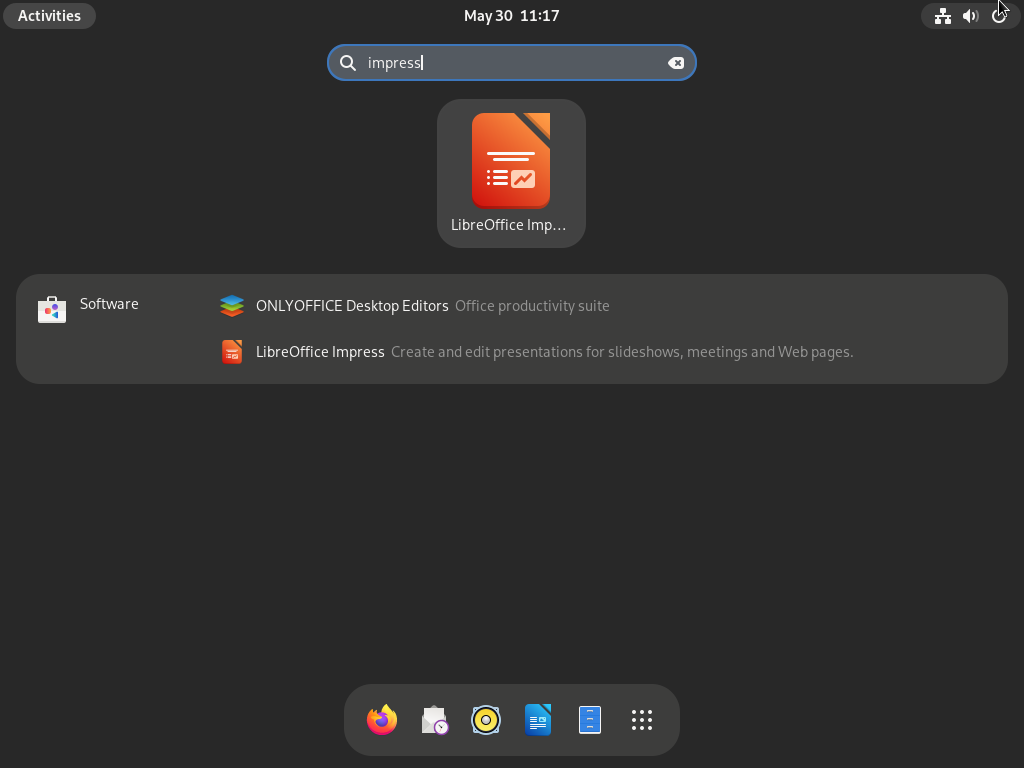 Activities
May 30 11:17
impress
LibreOffice Imp...
Software
ONLYOFFICE Desktop Editors Office productivity suite
LibreOffice Impress Create and edit presentations for slideshows, meetings and Web pages.